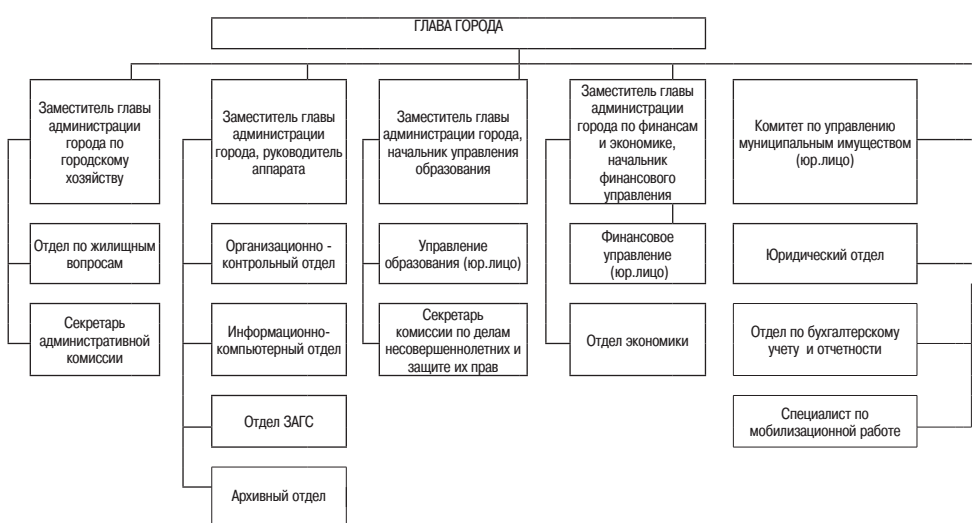 ГЛАВА ГОРОДА
Заместитель главы
администрации
города по
городскому
хозяйству
Заместитель главы
администрации
города, руководитель
аппарата
Заместитель главы
администрации города,
начальник управления
образования
Заместитель главы
администрации
города по финансам
и экономике,
начальник
финансового
управления
Комитет по управлению
муниципальным имуществом
(юр.лицо)
Отдел по жилищным
вопросам
Организационно -
контрольный отдел
Управление
образования (юр.лицо)
Финансовое
управление
(юр.лицо)
Юридический отдел
Секретарь
административной
комиссии
Информационно-
компьютерный отдел
Секретарь
комиссии по делам
несовершеннолетних и
защите их прав
Отдел экономики
Отдел по бухгалтерскому
учету и отчетности
Отдел ЗАГС
Специалист по
мобилизационной работе
Архивный отдел